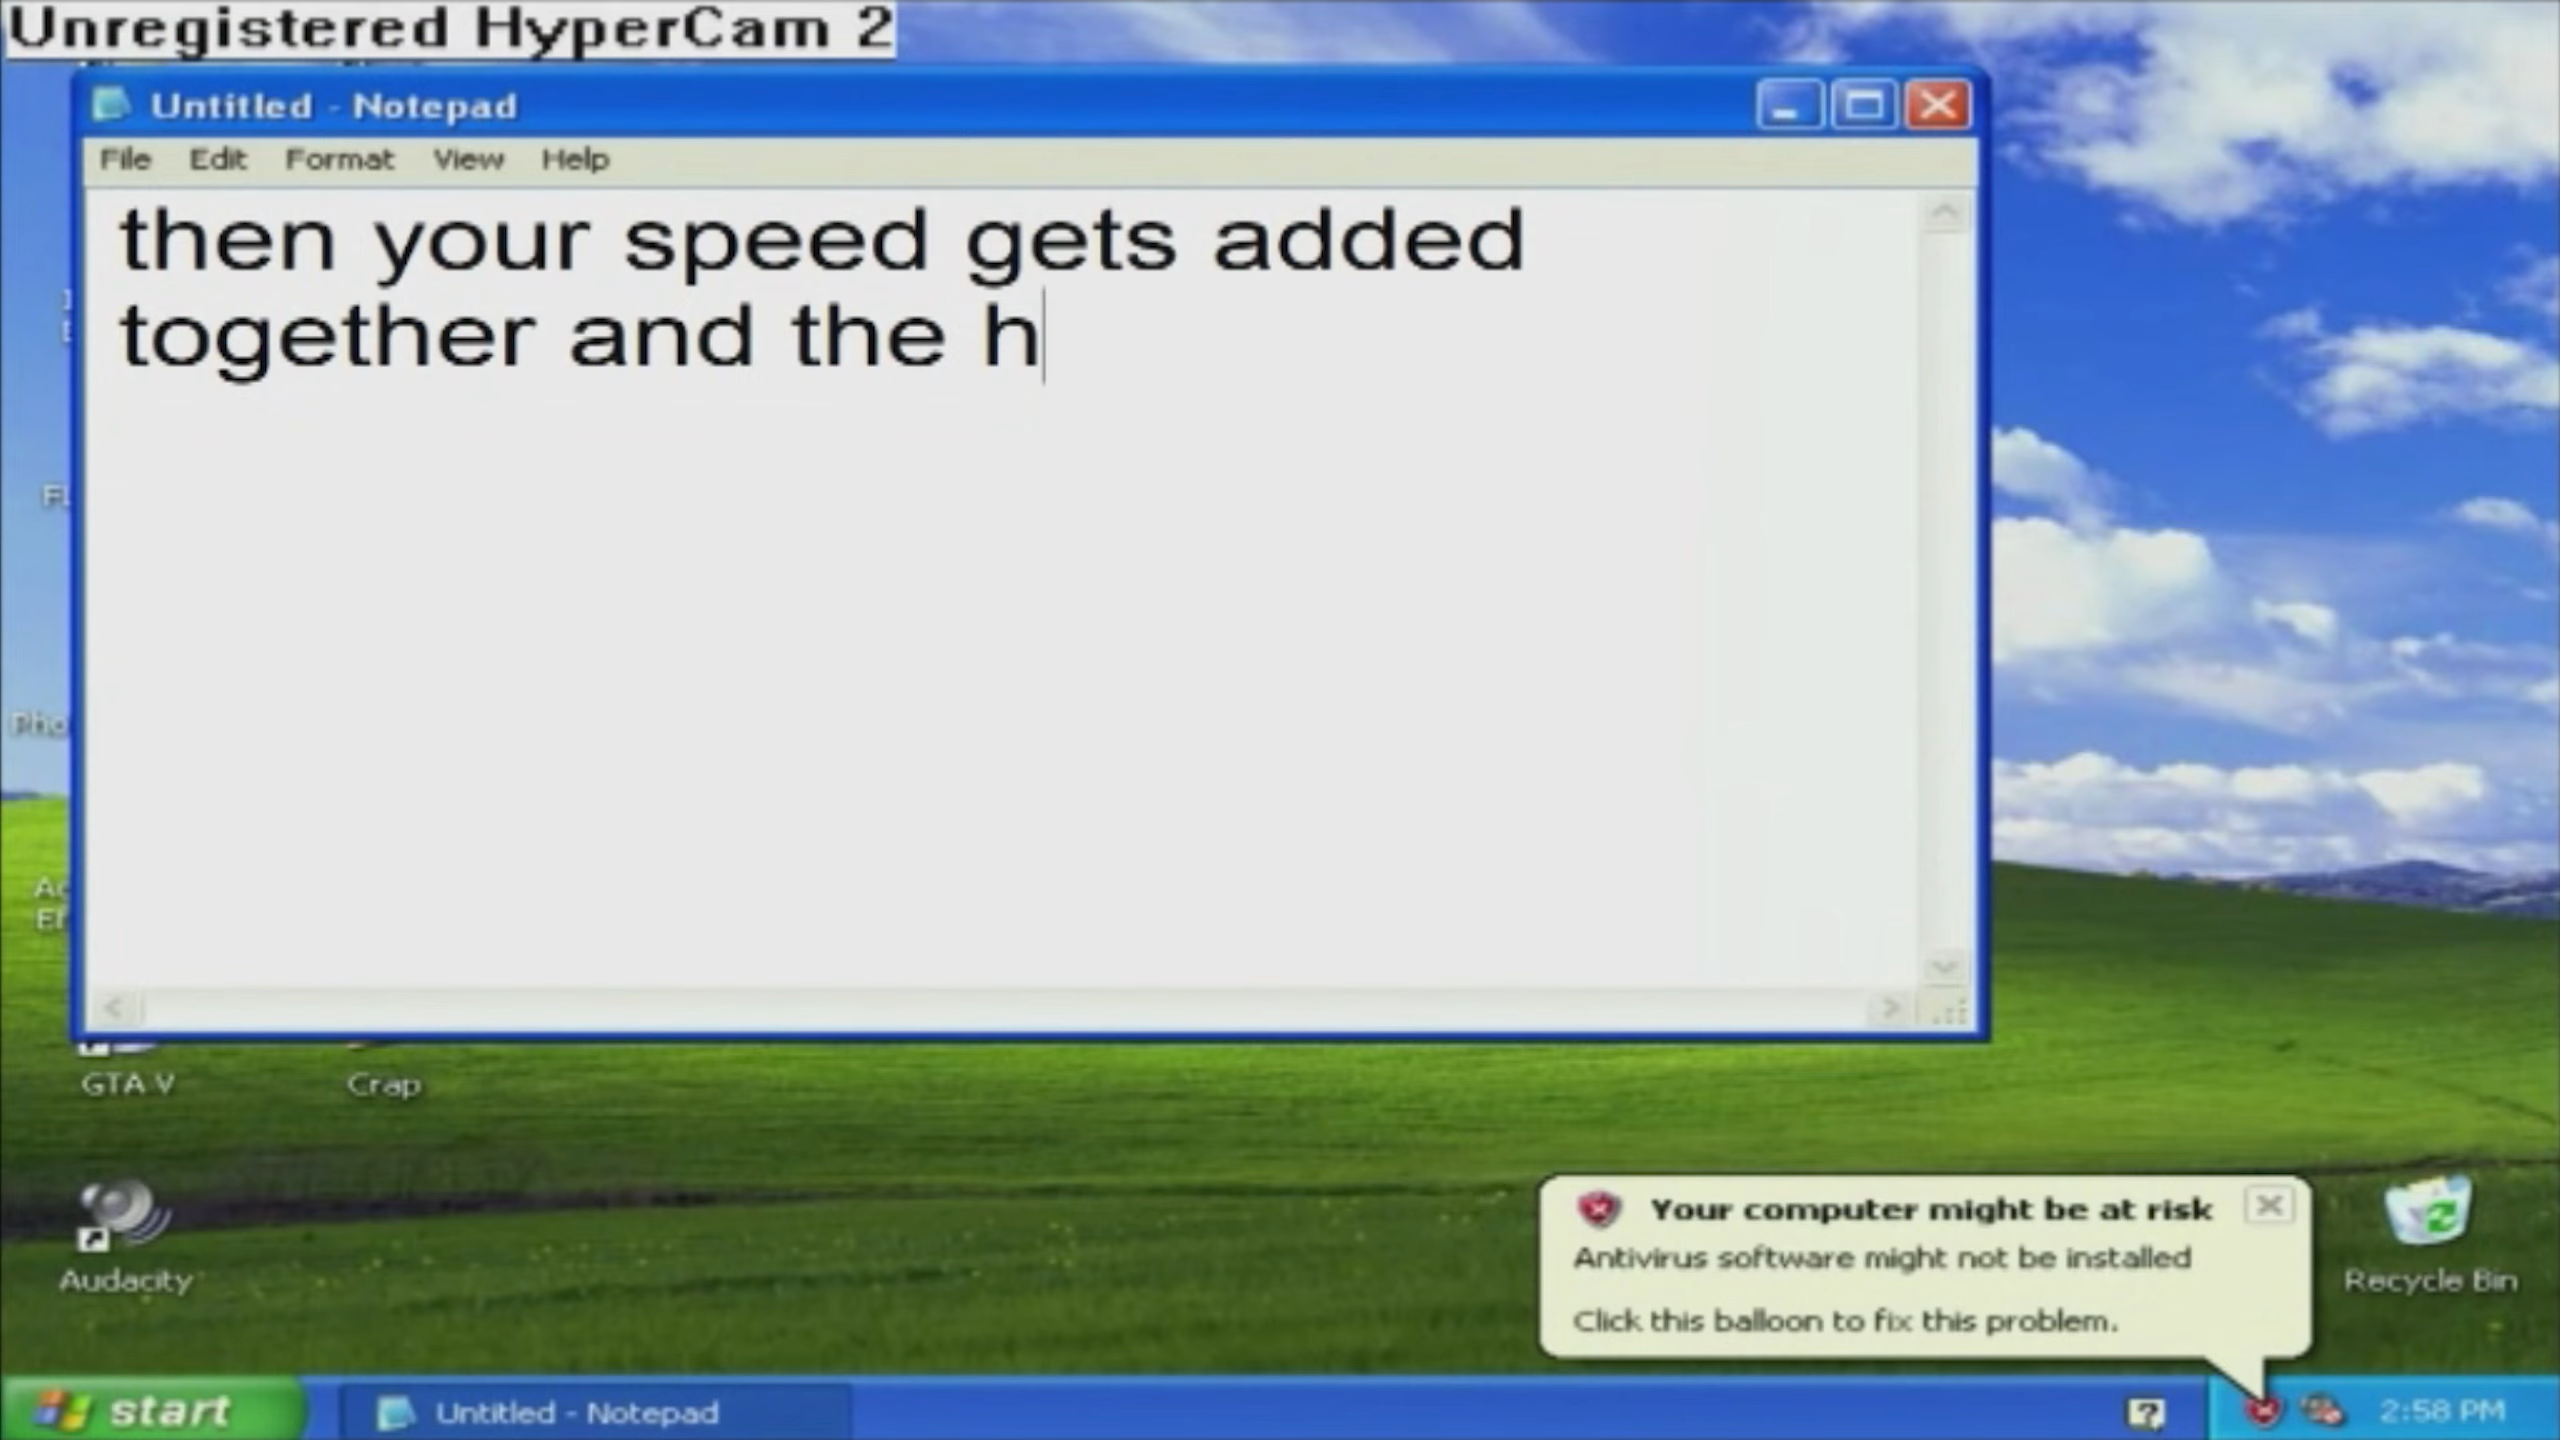 Unregistered HyperCam 2
Untitled - Notepad
File Edit Format View Help
then your speed gets added
together and the h
GTA V
Crap
Audacity
Your computer might be at risk
Antivirus software might not be installed
Click this balloon to fix this problem.
Recycle Bin
start
Untitled - Notepad
2:58 PM